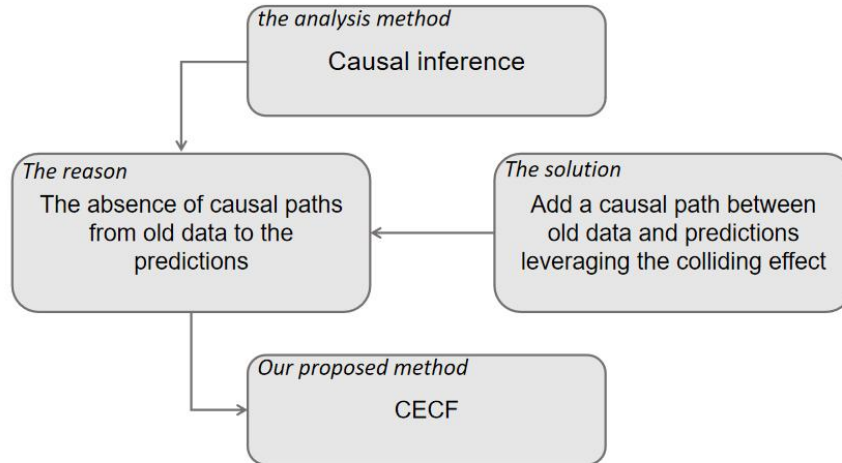 the analysis method
Causal inference
The reason
The absence of causal paths
from old data to the
predictions
The solution
Add a causal path between
old data and predictions
leveraging the colliding effect
Our proposed method
CECF